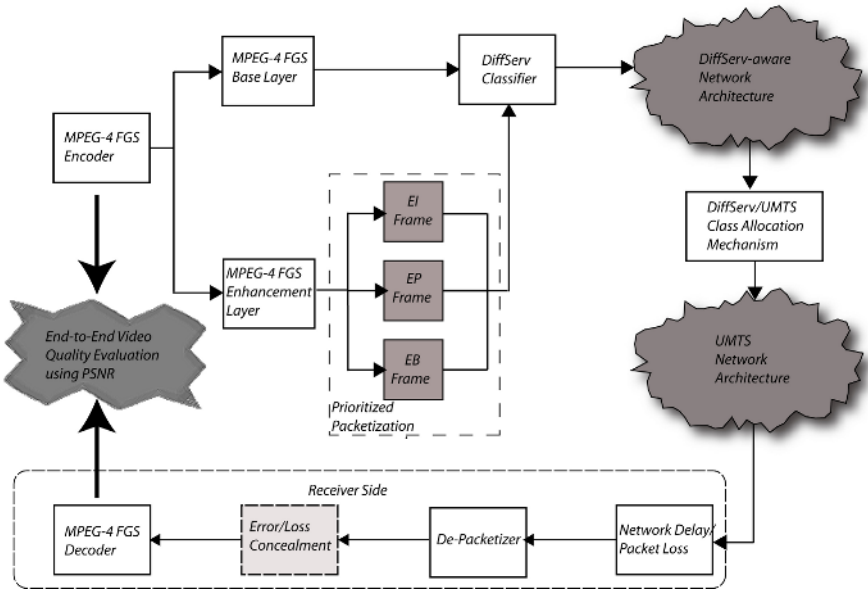 MPEG-4 FGS
Base Layer
DiffServ
Classifier
DiffServ-aware
Network
Architecture
MPEG-4 FGS
Encoder
EI
Frame
DiffServ/UMTS
Class Allocation
Mechanism
MPEG-4 FGS
Enhancement
Layer
EP
Frame
End-to-End Video
Quality Evaluation
using PSNR
UMTS
Network
Architecture
EB
Frame
Prioritized
Packetization
Receiver Side
MPEG-4 FGS
Decoder
Error/Loss
Concealment
De-Packetizer
Network Delay/
Packet Loss